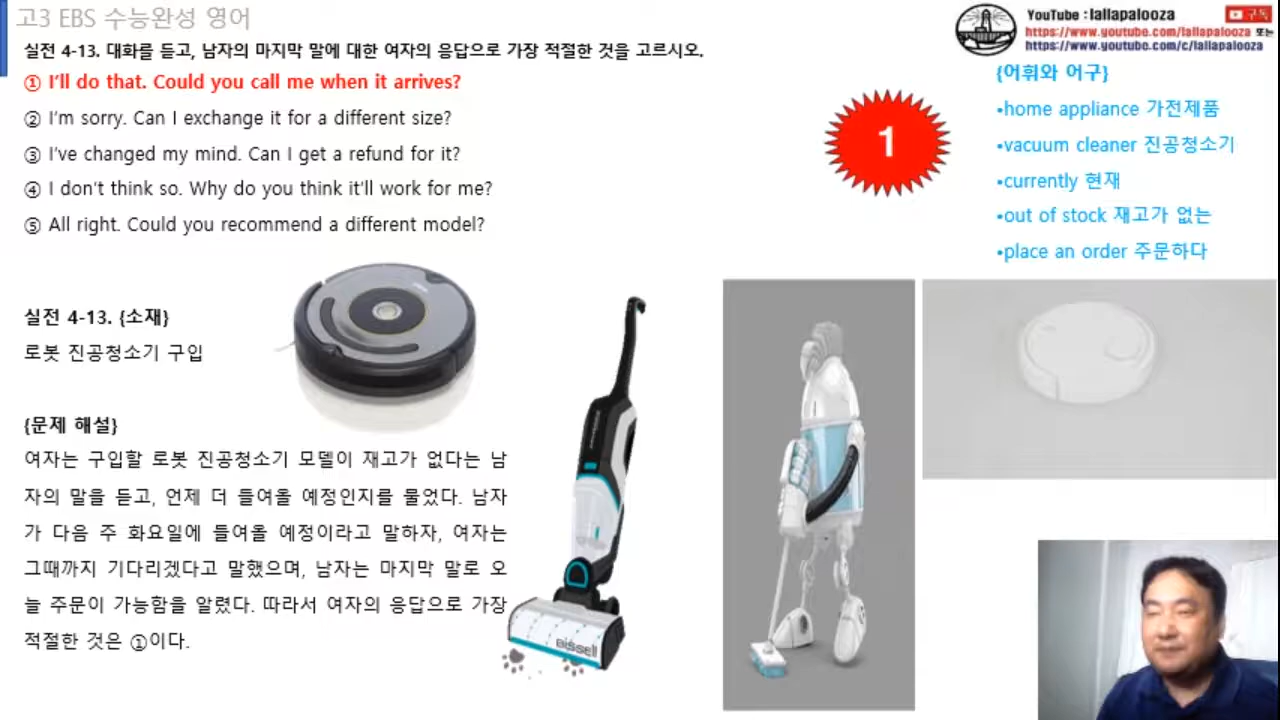 고3 EBS 수능완성 영어
실전 4-13. 대화를 듣고, 남자의 마지막 말에 대한 여자의 응답으로 가장 적절한 것을 고르시오.
① I'll do that. Could you call me when it arrives?
② I'm sorry. Can I exchange it for a different size?
③ I've changed my mind. Can I get a refund for it?
④ I don't think so. Why do you think it'll work for me?
⑤ All right. Could you recommend a different model?
1
YouTube : lallapalooza
구독
https://www.youtube.com/lallapalooza 또는
https://www.youtube.com/c/lallapalooza
{어휘와 어구}
•home appliance 가전제품
•vacuum cleaner 진공청소기
•currently 현재
•out of stock 재고가 없는
•place an order 주문하다
실전 4-13. {소재}
로봇 진공청소기 구입
{문제 해설}
여자는 구입할 로봇 진공청소기 모델이 재고가 없다는 남
자의 말을 듣고, 언제 더 들여올 예정인지를 물었다. 남자
가 다음 주 화요일에 들여올 예정이라고 말하자, 여자는
그때까지 기다리겠다고 말했으며, 남자는 마지막 말로 오
늘 주문이 가능함을 알렸다. 따라서 여자의 응답으로 가장
적절한 것은 ①이다.
BISSELL